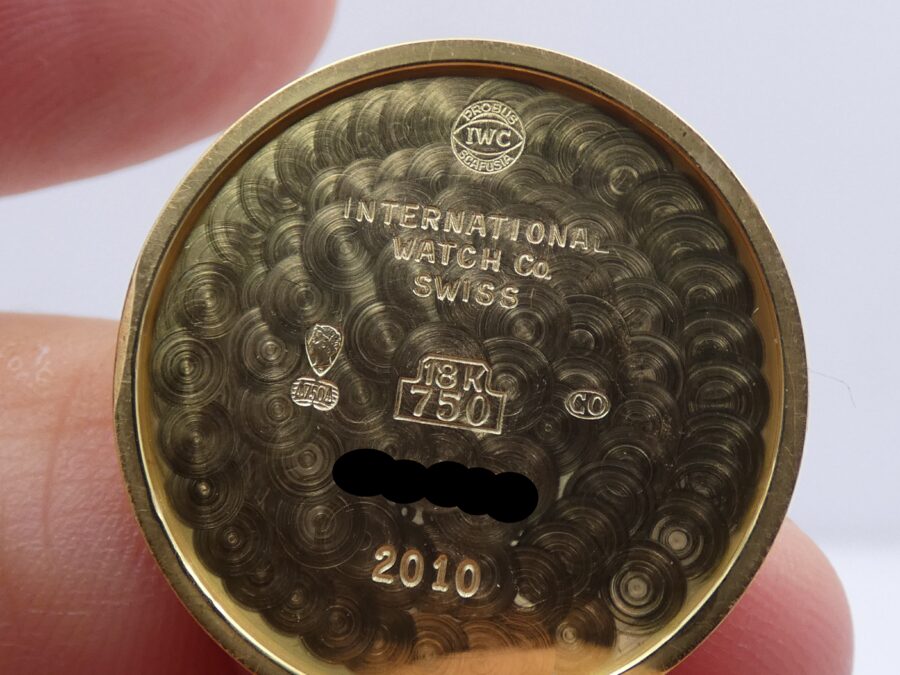 PROBUS
IWC
SCAFUSIA
INTERNATIONAL
WATCH Co.
SWISS
18K
750
CO
2010